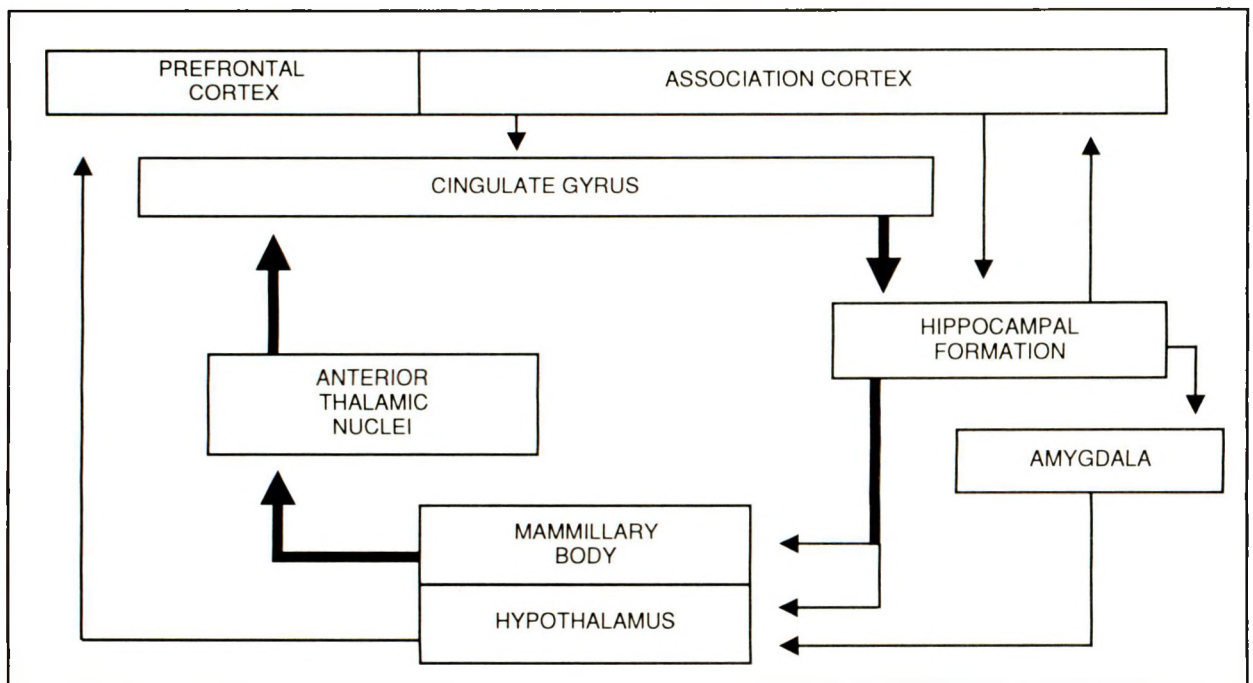 PREFRONTAL
CORTEX
ASSOCIATION CORTEX
CINGULATE GYRUS
HIPPOCAMPAL
FORMATION
ANTERIOR
THALAMIC
NUCLEI
AMYGDALA
MAMMILLARY
BODY
HYPOTHALAMUS